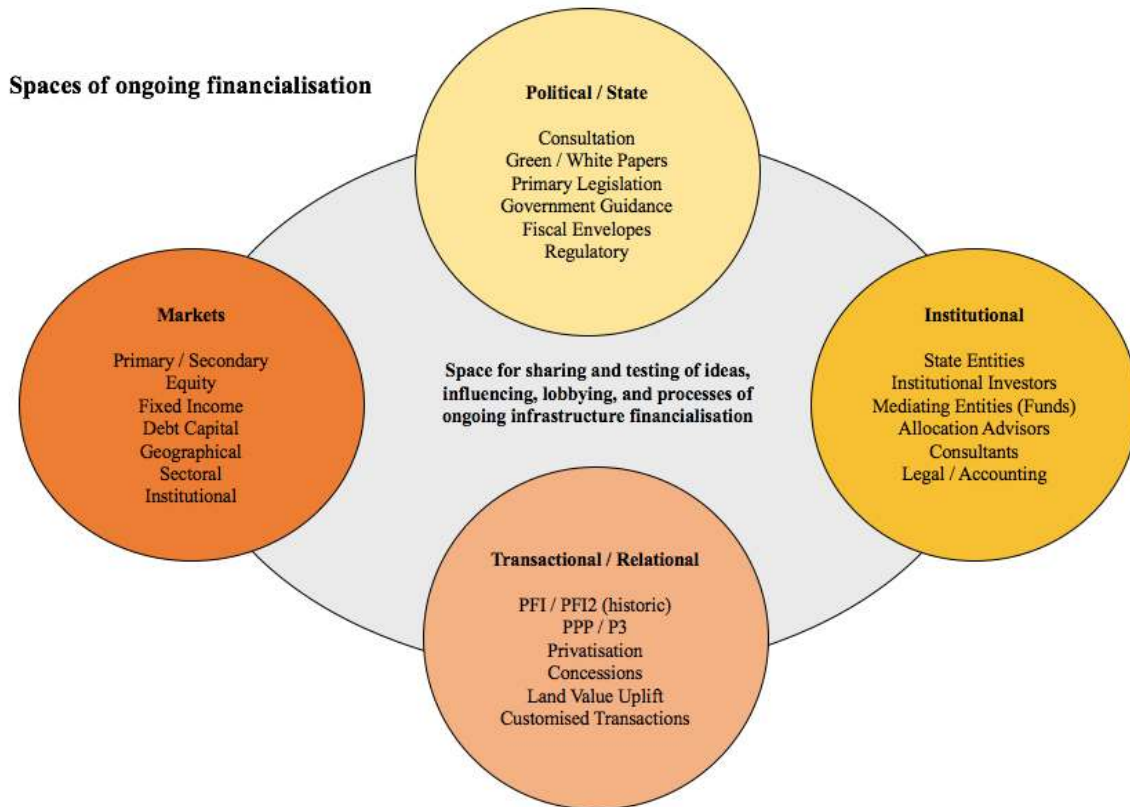 Spaces of ongoing financialisation
Political / State
Consultation
Green / White Papers
Primary Legislation
Government Guidance
Fiscal Envelopes
Regulatory
Markets
Primary / Secondary
Equity
Fixed Income
Debt Capital
Geographical
Sectoral
Institutional
Space for sharing and testing of ideas,
influencing, lobbying, and processes of
ongoing infrastructure financialisation
Institutional
State Entities
Institutional Investors
Mediating Entities (Funds)
Allocation Advisors
Consultants
Legal / Accounting
Transactional / Relational
PFI / PFI2 (historic)
PPP / P3
Privatisation
Concessions
Land Value Uplift
Customised Transactions